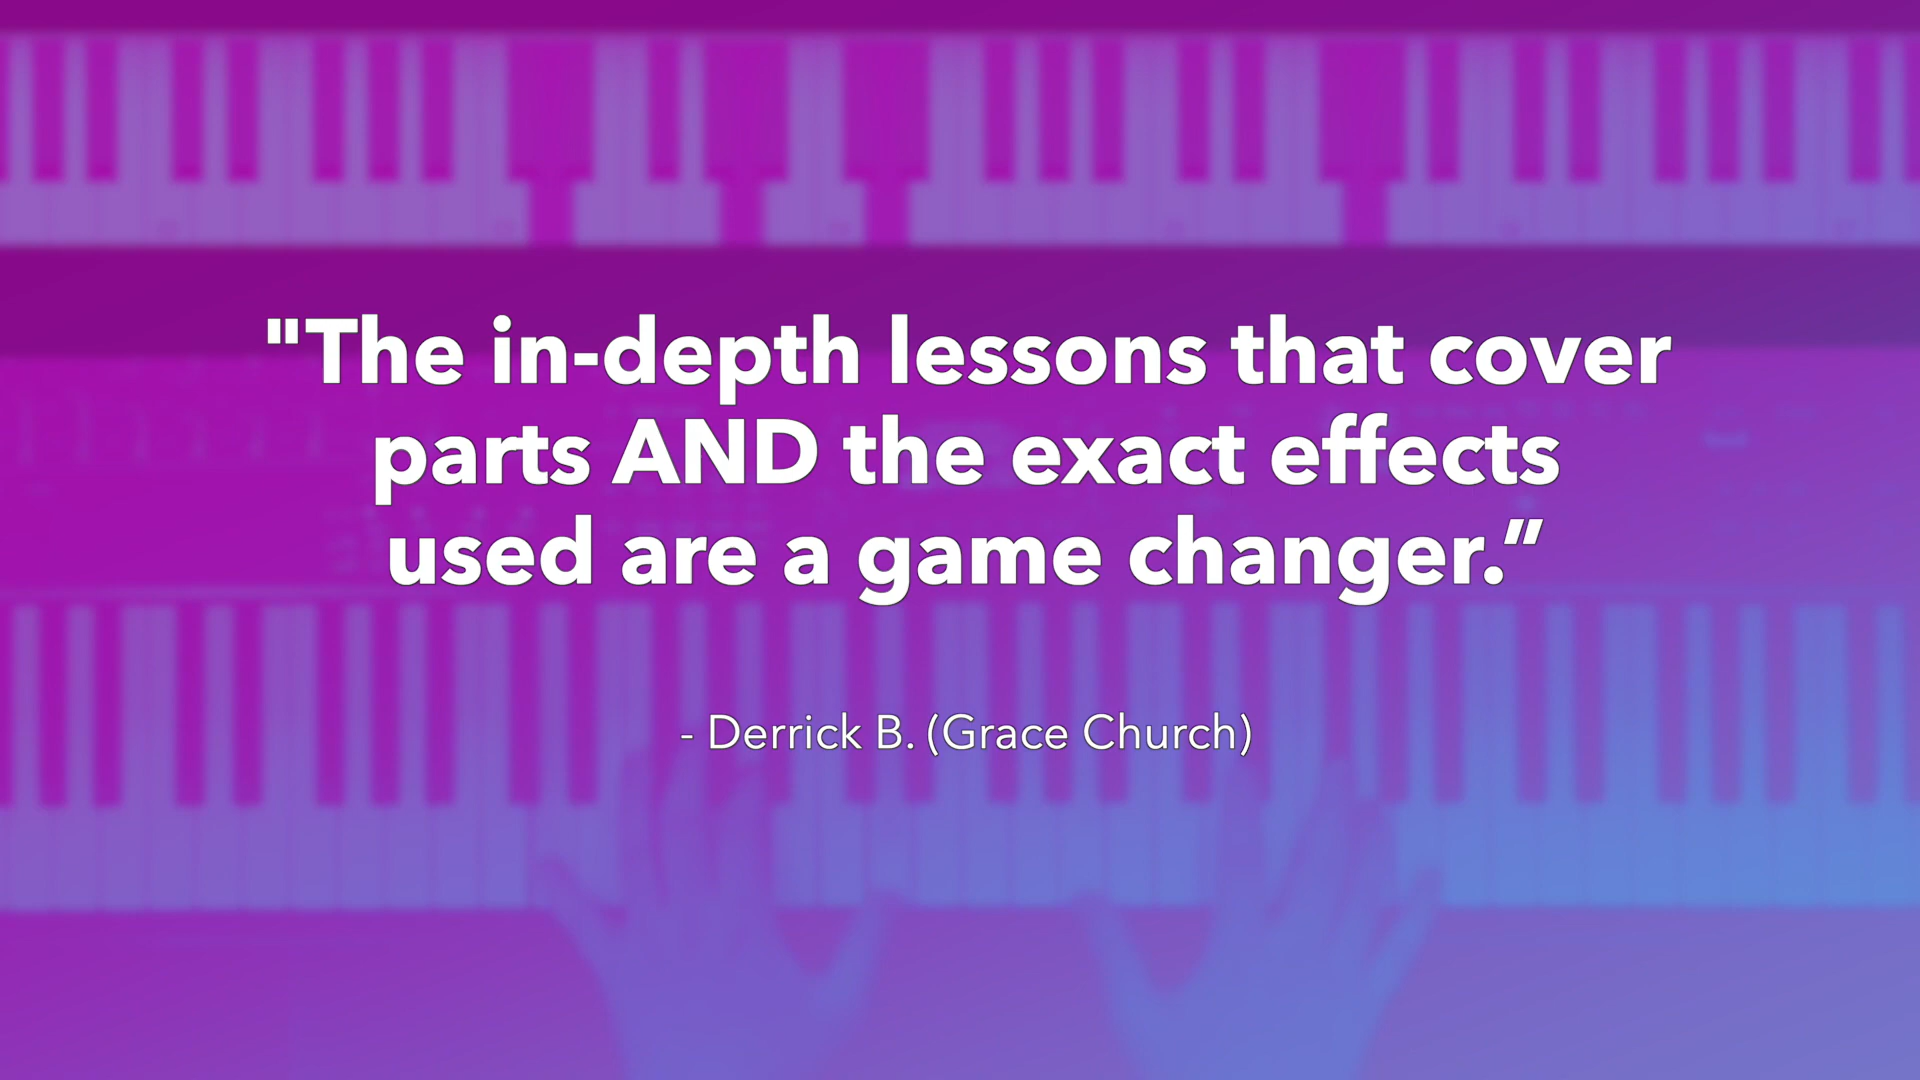 "The in-depth lessons that cover
parts AND the exact effects
used are a game changer.”
- Derrick B. (Grace Church)